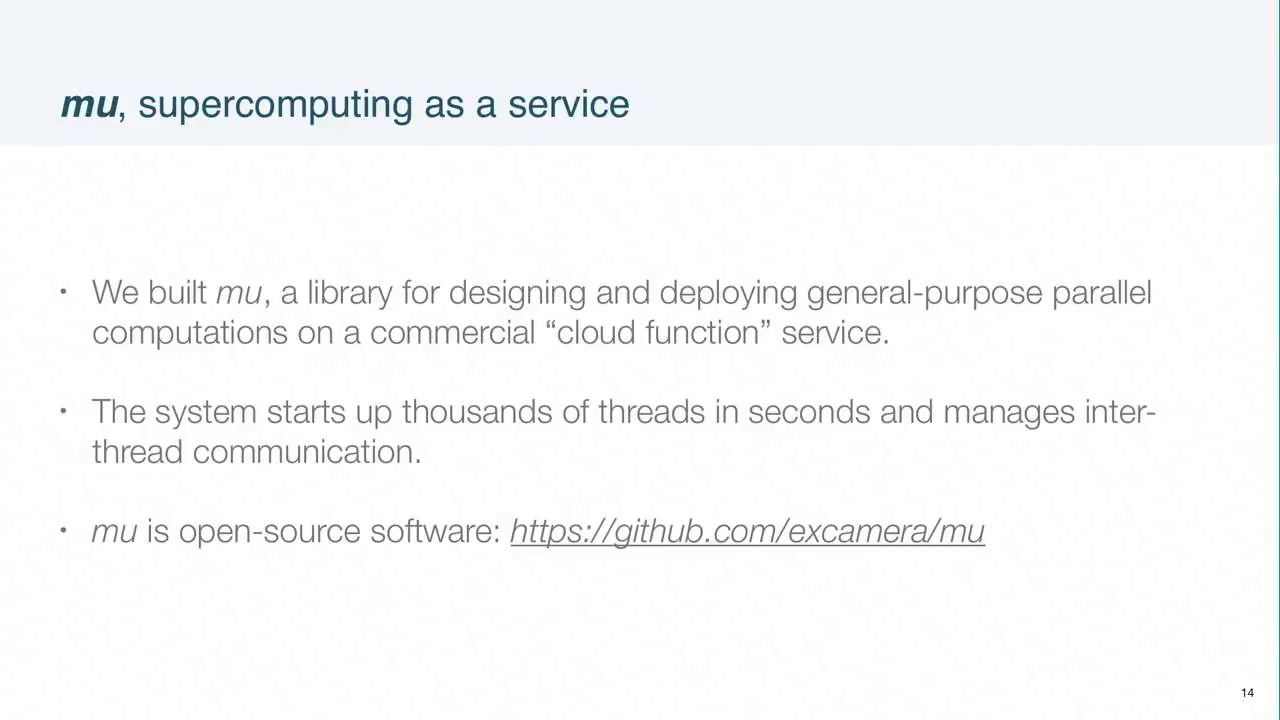 mu, supercomputing as a service
• We built mu, a library for designing and deploying general-purpose parallel
computations on a commercial “cloud function” service.
• The system starts up thousands of threads in seconds and manages inter-
thread communication.
• mu is open-source software: https://github.com/excamera/mu
14